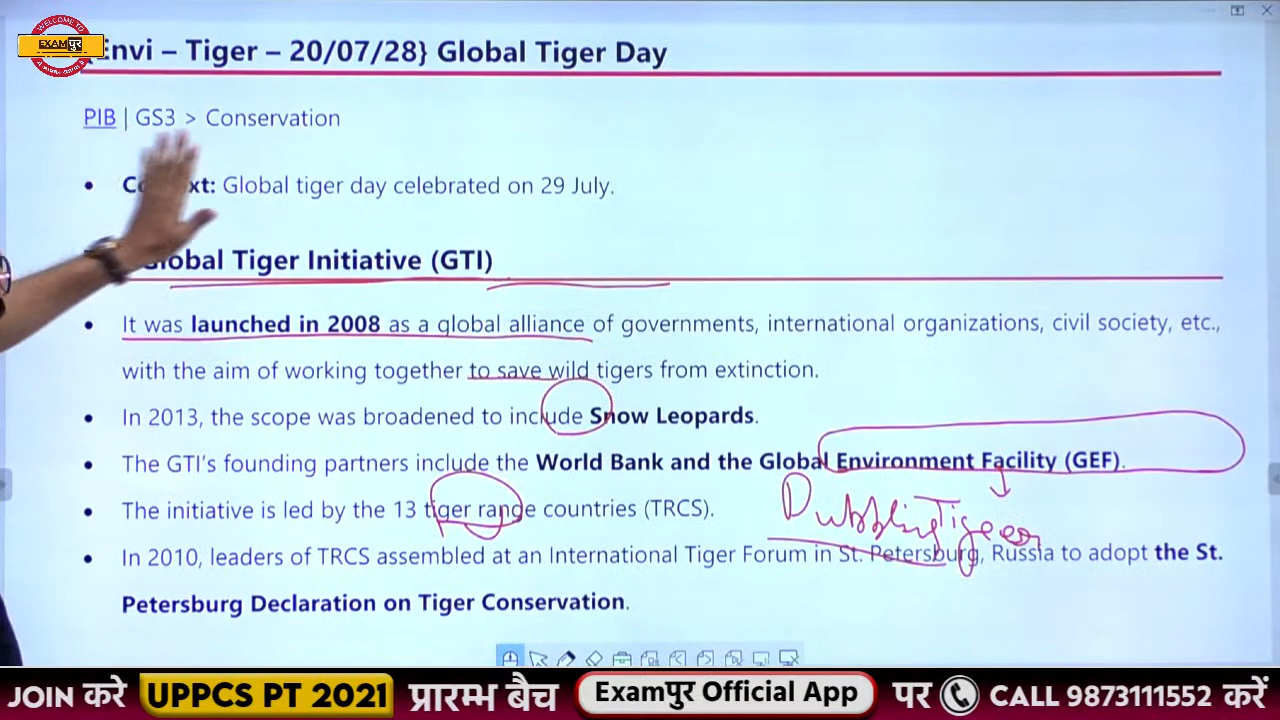 WELCOME TO
EXAMपुर
Envi – Tiger – 20/07/28} Global Tiger Day
PIB | GS3 > Conservation
• Context: Global tiger day celebrated on 29 July.
Global Tiger Initiative (GTI)
• It was launched in 2008 as a global alliance of governments, international organizations, civil society, etc.,
with the aim of working together to save wild tigers from extinction.
• In 2013, the scope was broadened to include Snow Leopards.
• The GTI's founding partners include the World Bank and the Global Environment Facility (GEF).
• The initiative is led by the 13 tiger range countries (TRCS).
• In 2010, leaders of TRCS assembled at an International Tiger Forum in St. Petersburg, Russia to adopt the St.
Petersburg Declaration on Tiger Conservation.
JOIN करे UPPCS PT 2021 प्रारम्भ बैच Examपुर Official App पर CALL 9873111552 करें